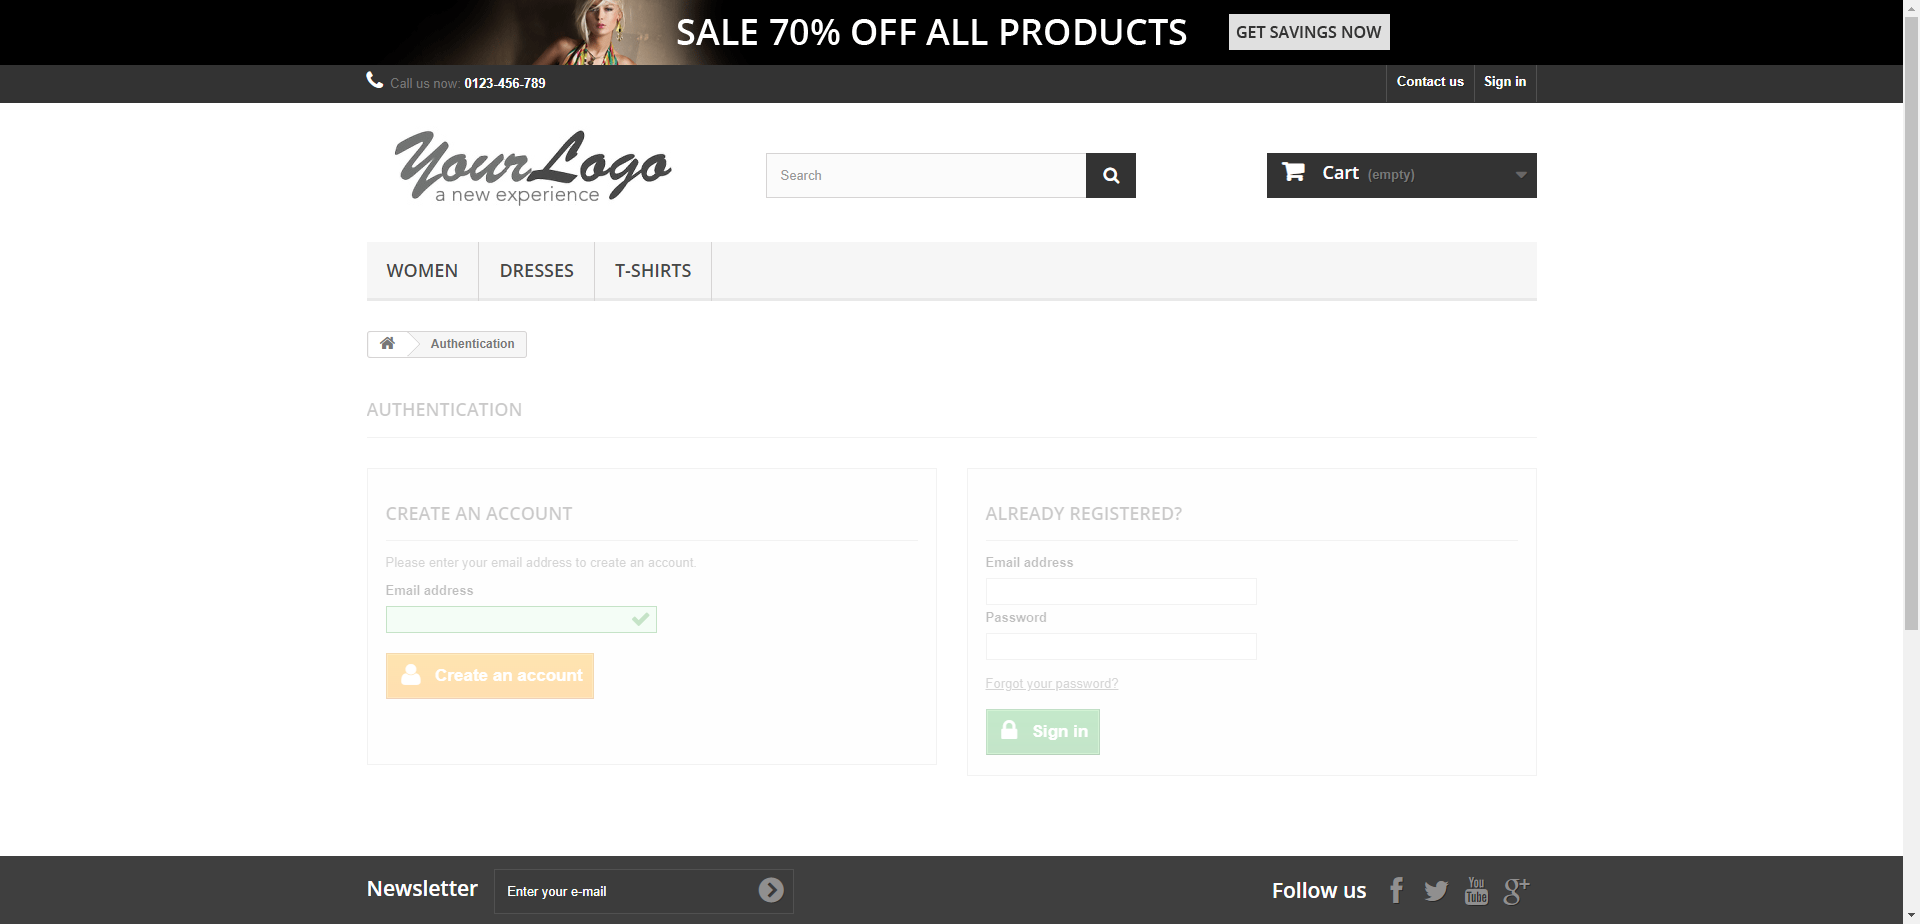 SALE 70% OFF ALL PRODUCTS
GET SAVINGS NOW
Call us now: 0123-456-789
Contact us
Sign in
YourLogo
a new experience
Search
Cart (empty)
WOMEN
DRESSES
T-SHIRTS
Authentication
AUTHENTICATION
CREATE AN ACCOUNT
Please enter your email address to create an account.
Email address
Create an account
ALREADY REGISTERED?
Email address
Password
Forgot your password?
Sign in
Newsletter
Enter your e-mail
Follow us
You
Tube
g+